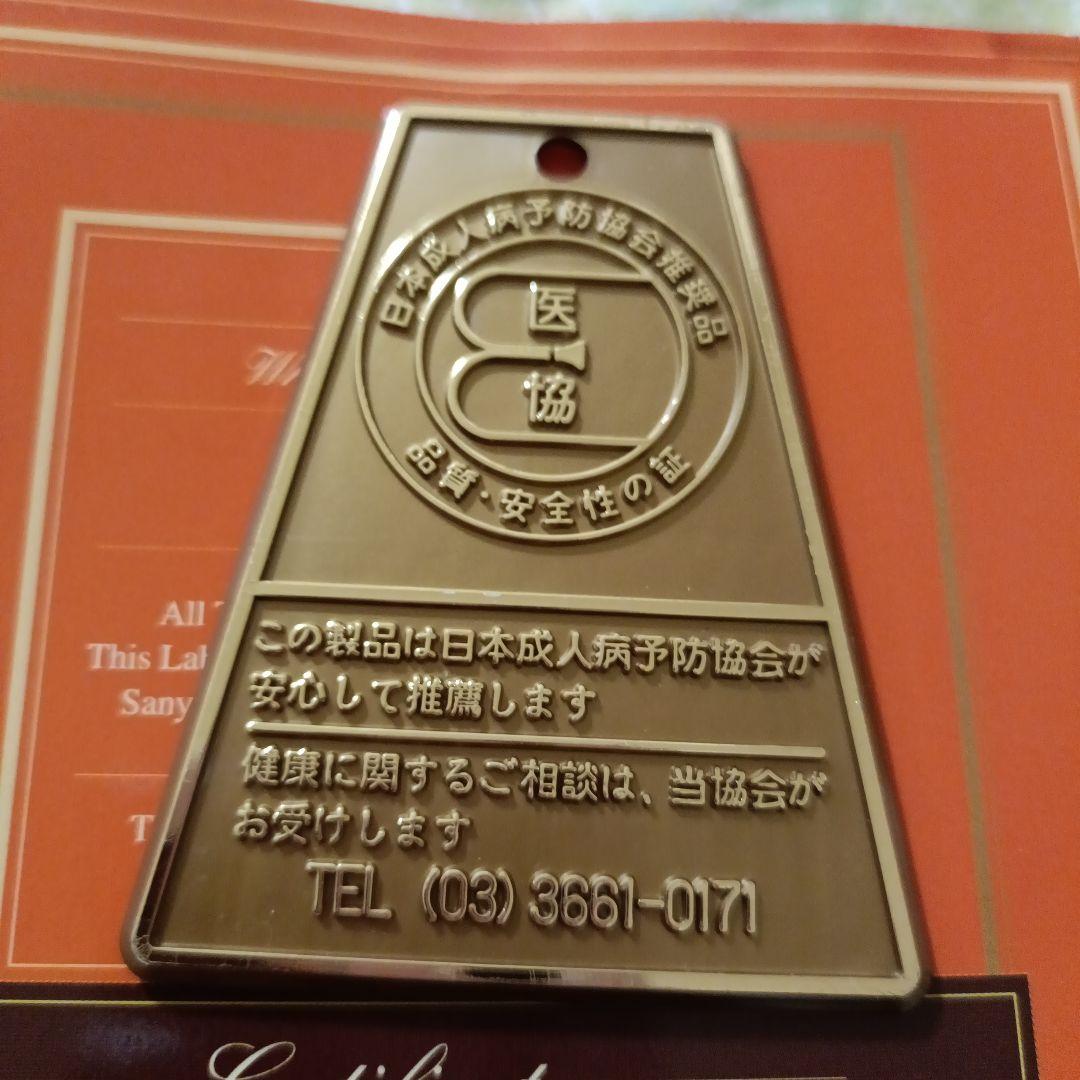 日本成人病予防協会推奨品
医
協
品質・安全性の証
この製品は日本成人病予防協会が
安心して推薦します
健康に関するご相談は、当協会が
お受けします
TEL (03) 3661-0171
All
This
Sany